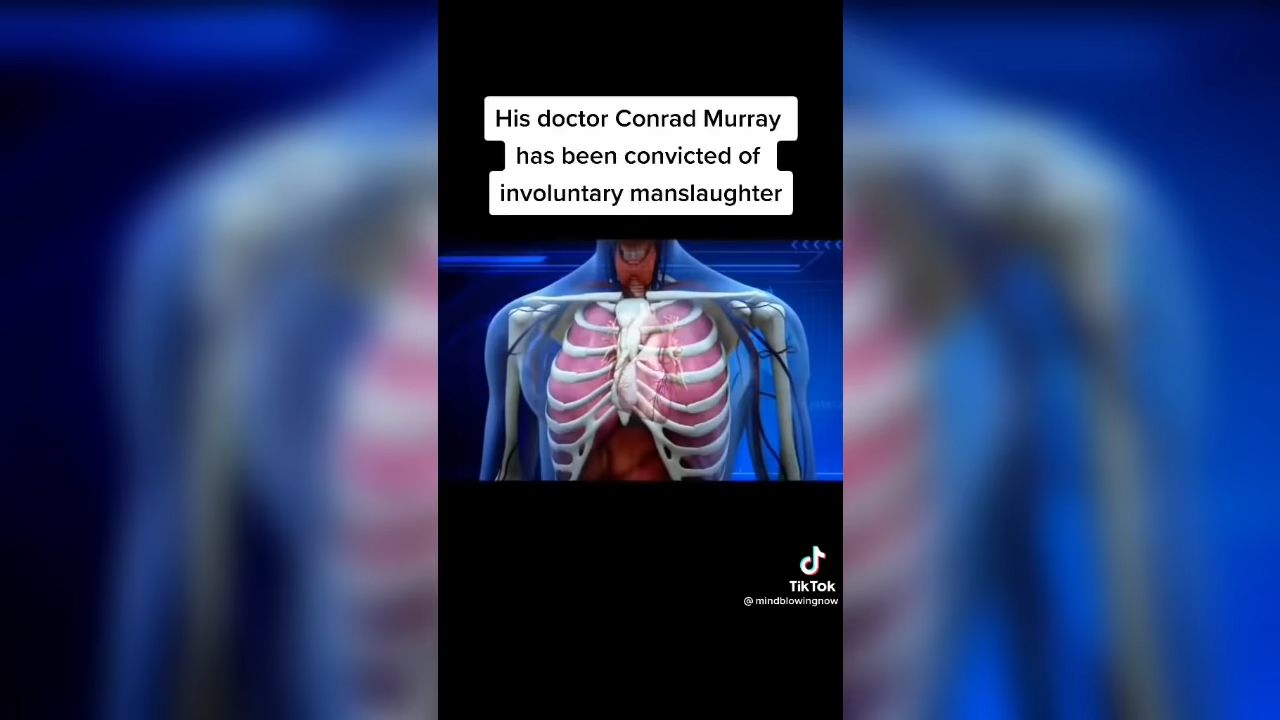 His doctor Conrad Murray
has been convicted of
involuntary manslaughter
TikTok
@mindblowingnow